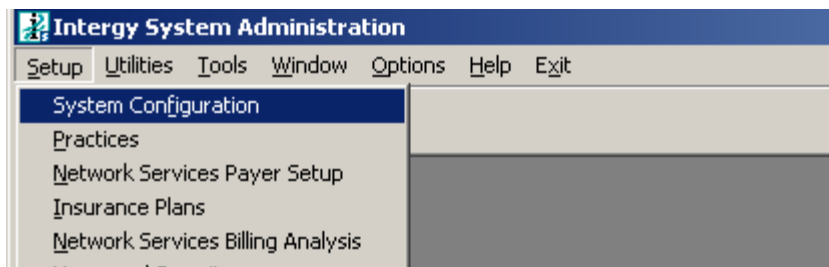 Intergy System Administration
Setup Utilities Tools Window Options Help Exit
System Configuration
Practices
Network Services Payer Setup
Insurance Plans
Network Services Billing Analysis